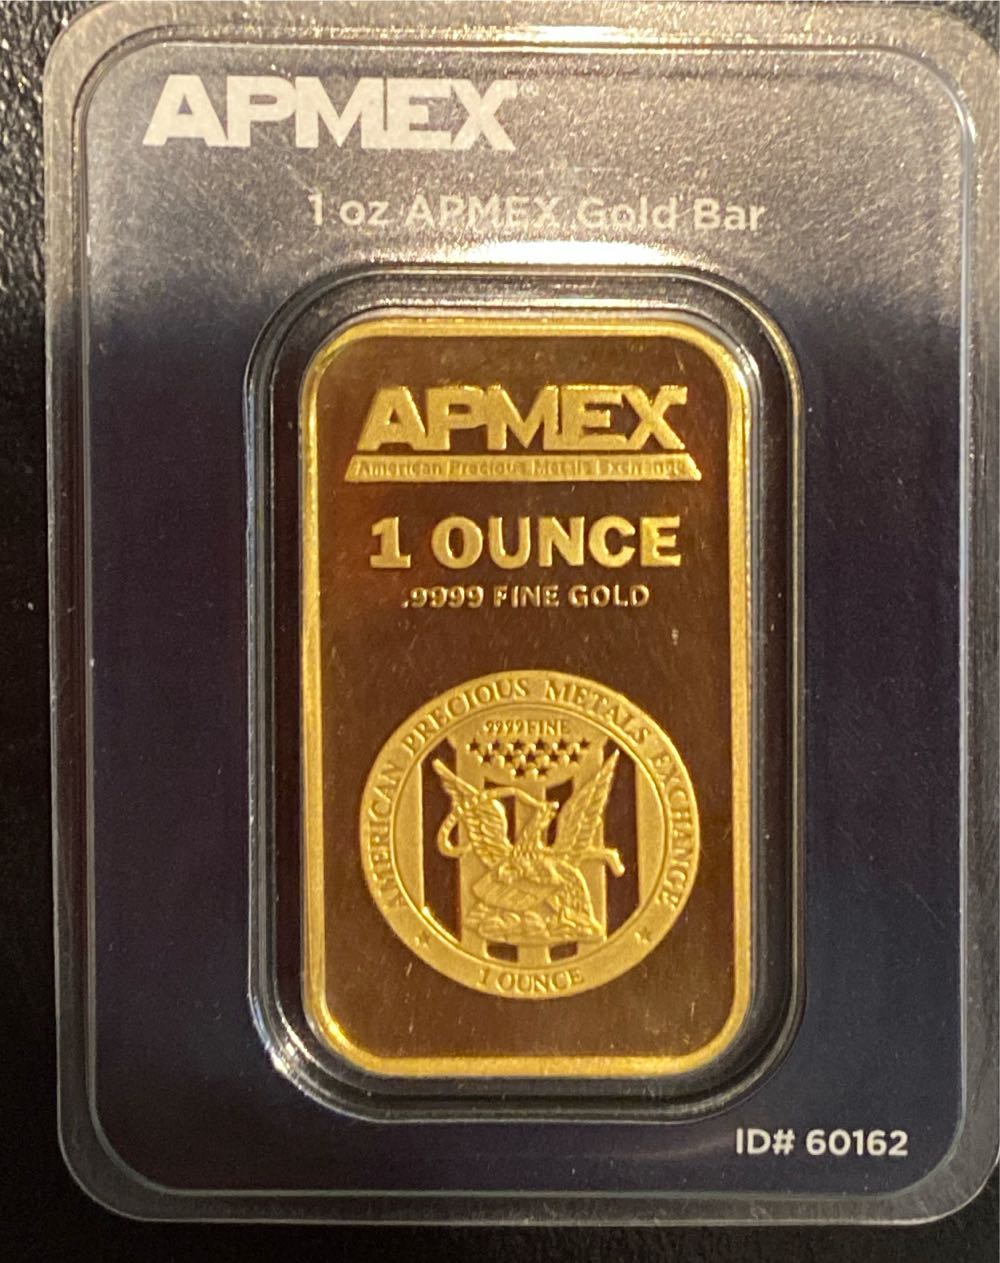 APMEX®
1 oz APMEX Gold Bar
APMEX
American Precious Metals Exchange
1 OUNCE
.9999 FINE GOLD
AMERICAN PRECIOUS METALS EXCHANGE
.9999 FINE
1 OUNCE
ID# 60162